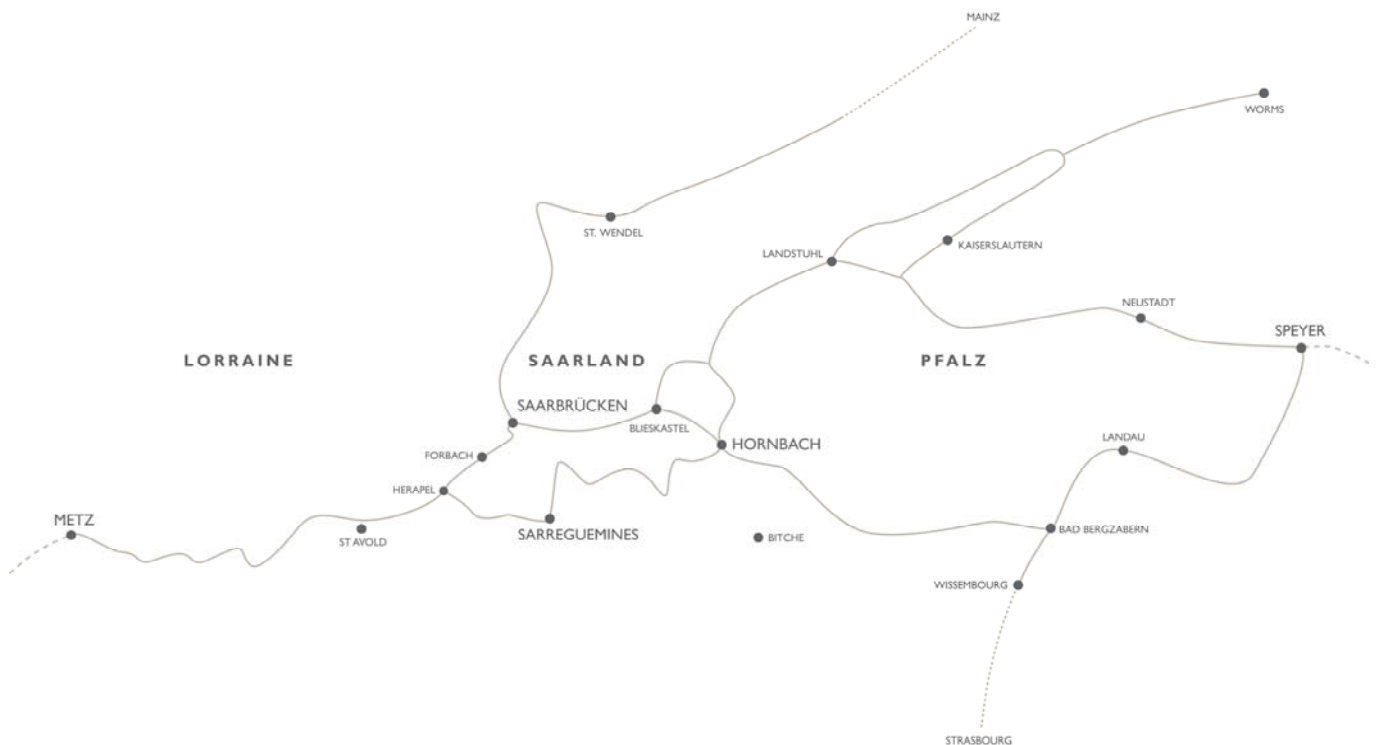 MAINZ
WORMS
ST. WENDEL
KAISERSLAUTERN
LANDSTUHL
NEUSTADT
SPEYER
LORRAINE
SAARLAND
PFALZ
SAARBRÜCKEN
BLIESKASTEL
HORNBACH
LANDAU
FORBACH
HERAPEL
METZ
ST AVOLD
SARREGUEMINES
BITCHE
BAD BERGZABERN
WISSEMBOURG
STRASBOURG